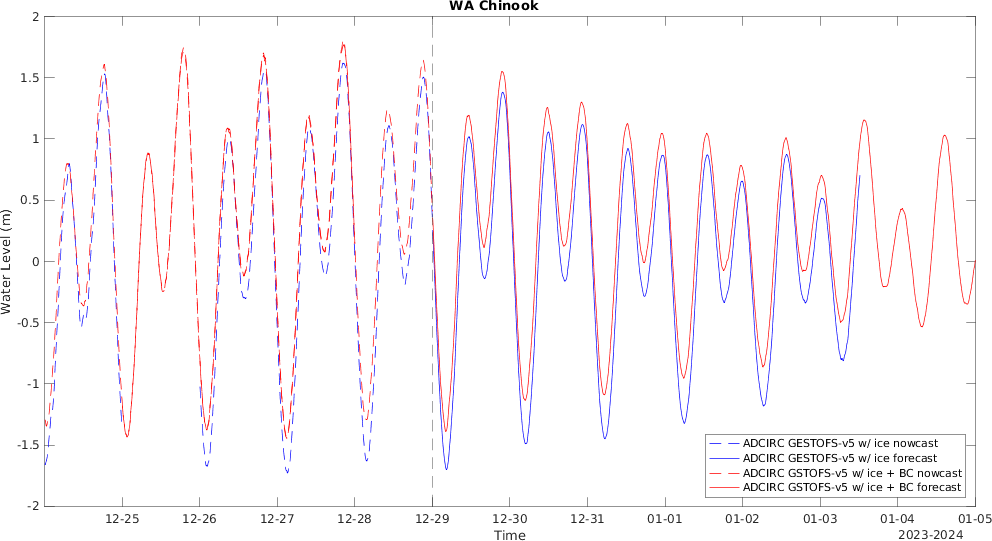 WA Chinook
2
1.5
1
0.5
0
-0.5
-1
-1.5
-2
Water Level (m)
12-25 12-26 12-27 12-28 12-29 12-30 12-31 01-01 01-02 01-03 01-04 01-05
Time
2023-2024
ADCIRC GESTOFS-v5 w/ ice nowcast
ADCIRC GESTOFS-v5 w/ ice forecast
ADCIRC GSTOFS-v5 w/ ice + BC nowcast
ADCIRC GSTOFS-v5 w/ ice + BC forecast